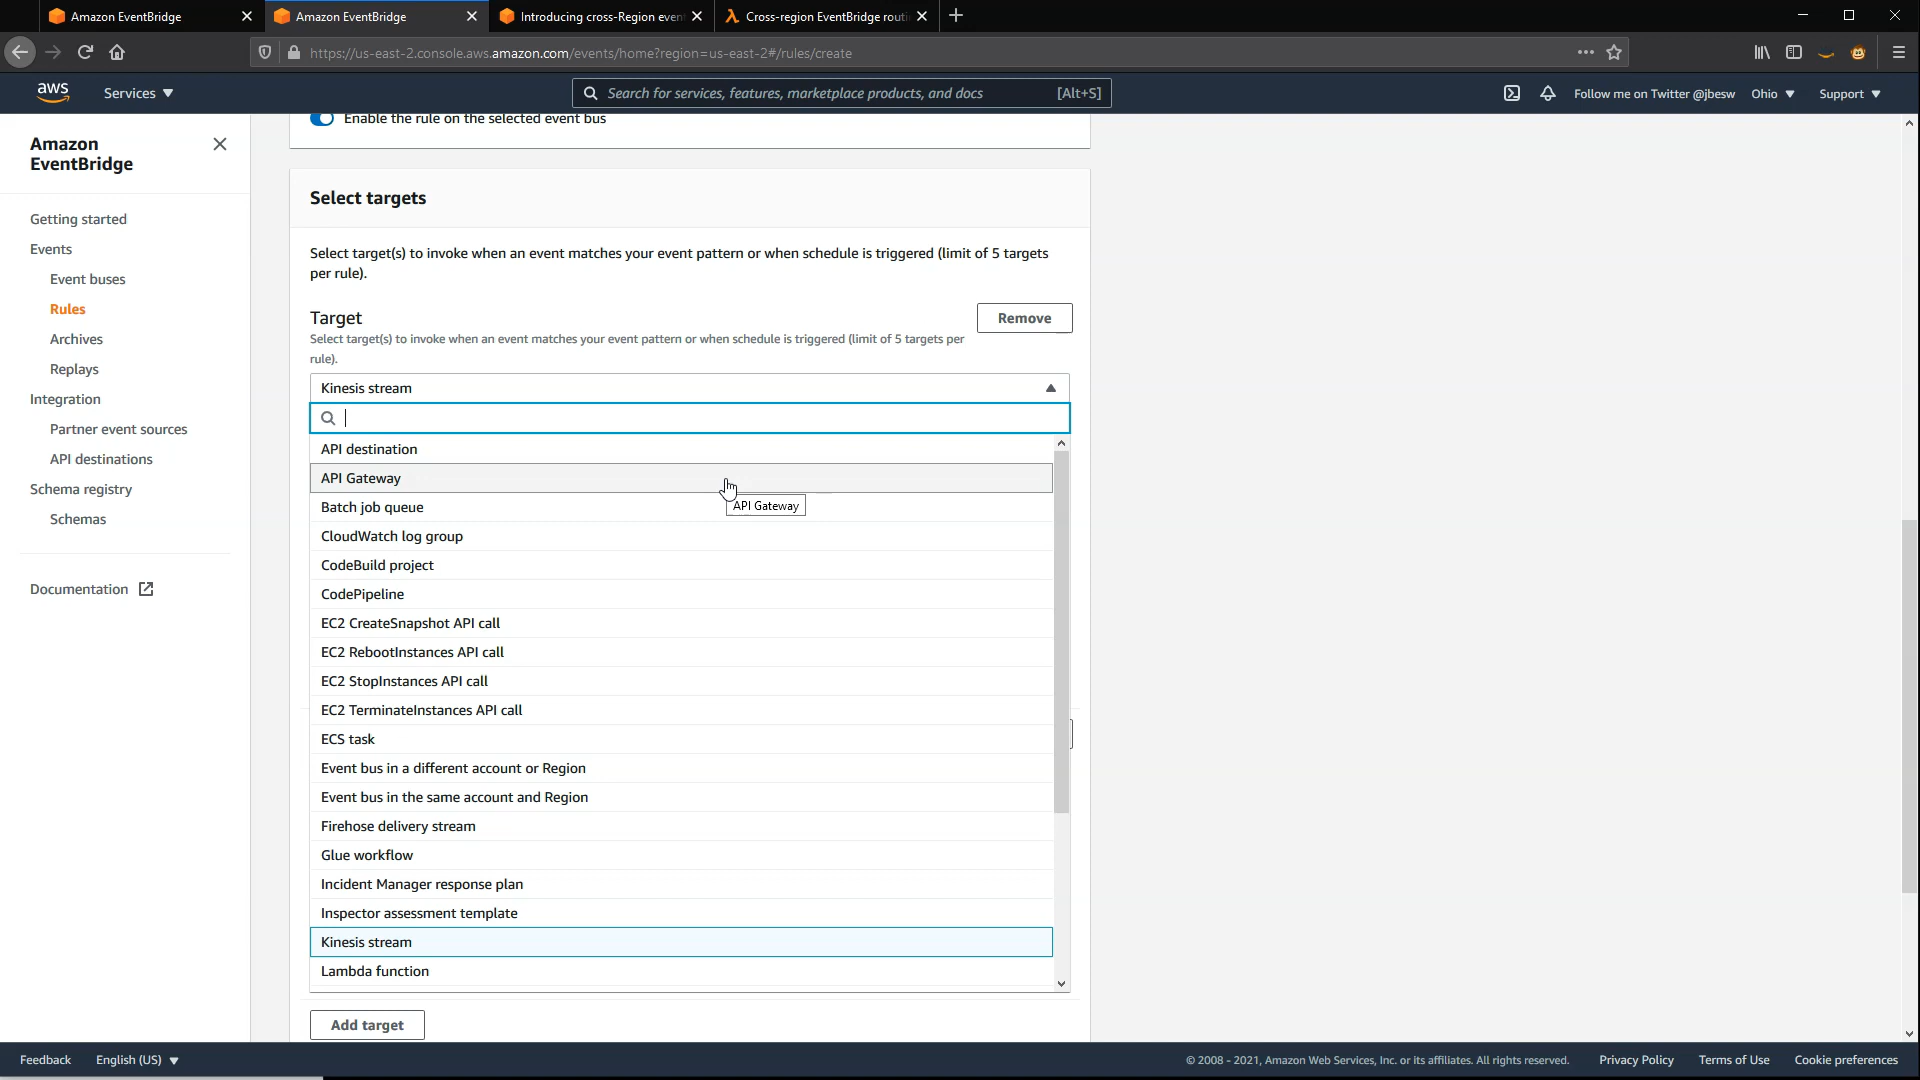 Amazon EventBridge
Amazon EventBridge
Introducing cross-Region even
Cross-region EventBridge routi
https://us-east-2.console.aws.amazon.com/events/home?region=us-east-2#/rules/create
aws
Services
Search for services, features, marketplace products, and docs
[Alt+S]
Follow me on Twitter @jbesw
Ohio
Support
Amazon
EventBridge
Getting started
Events
Event buses
Rules
Archives
Replays
Integration
Partner event sources
API destinations
Schema registry
Schemas
Documentation
Enable the rule on the selected event bus
Select targets
Select target(s) to invoke when an event matches your event pattern or when schedule is triggered (limit of 5 targets
per rule).
Target
Remove
Select target(s) to invoke when an event matches your event pattern or when schedule is triggered (limit of 5 targets per
rule).
Kinesis stream
API destination
API Gateway
API Gateway
Batch job queue
CloudWatch log group
CodeBuild project
CodePipeline
EC2 CreateSnapshot API call
EC2 RebootInstances API call
EC2 StopInstances API call
EC2 TerminateInstances API call
ECS task
Event bus in a different account or Region
Event bus in the same account and Region
Firehose delivery stream
Glue workflow
Incident Manager response plan
Inspector assessment template
Kinesis stream
Lambda function
Add target
Feedback
English (US)
© 2008 - 2021, Amazon Web Services, Inc. or its affiliates. All rights reserved.
Privacy Policy
Terms of Use
Cookie preferences